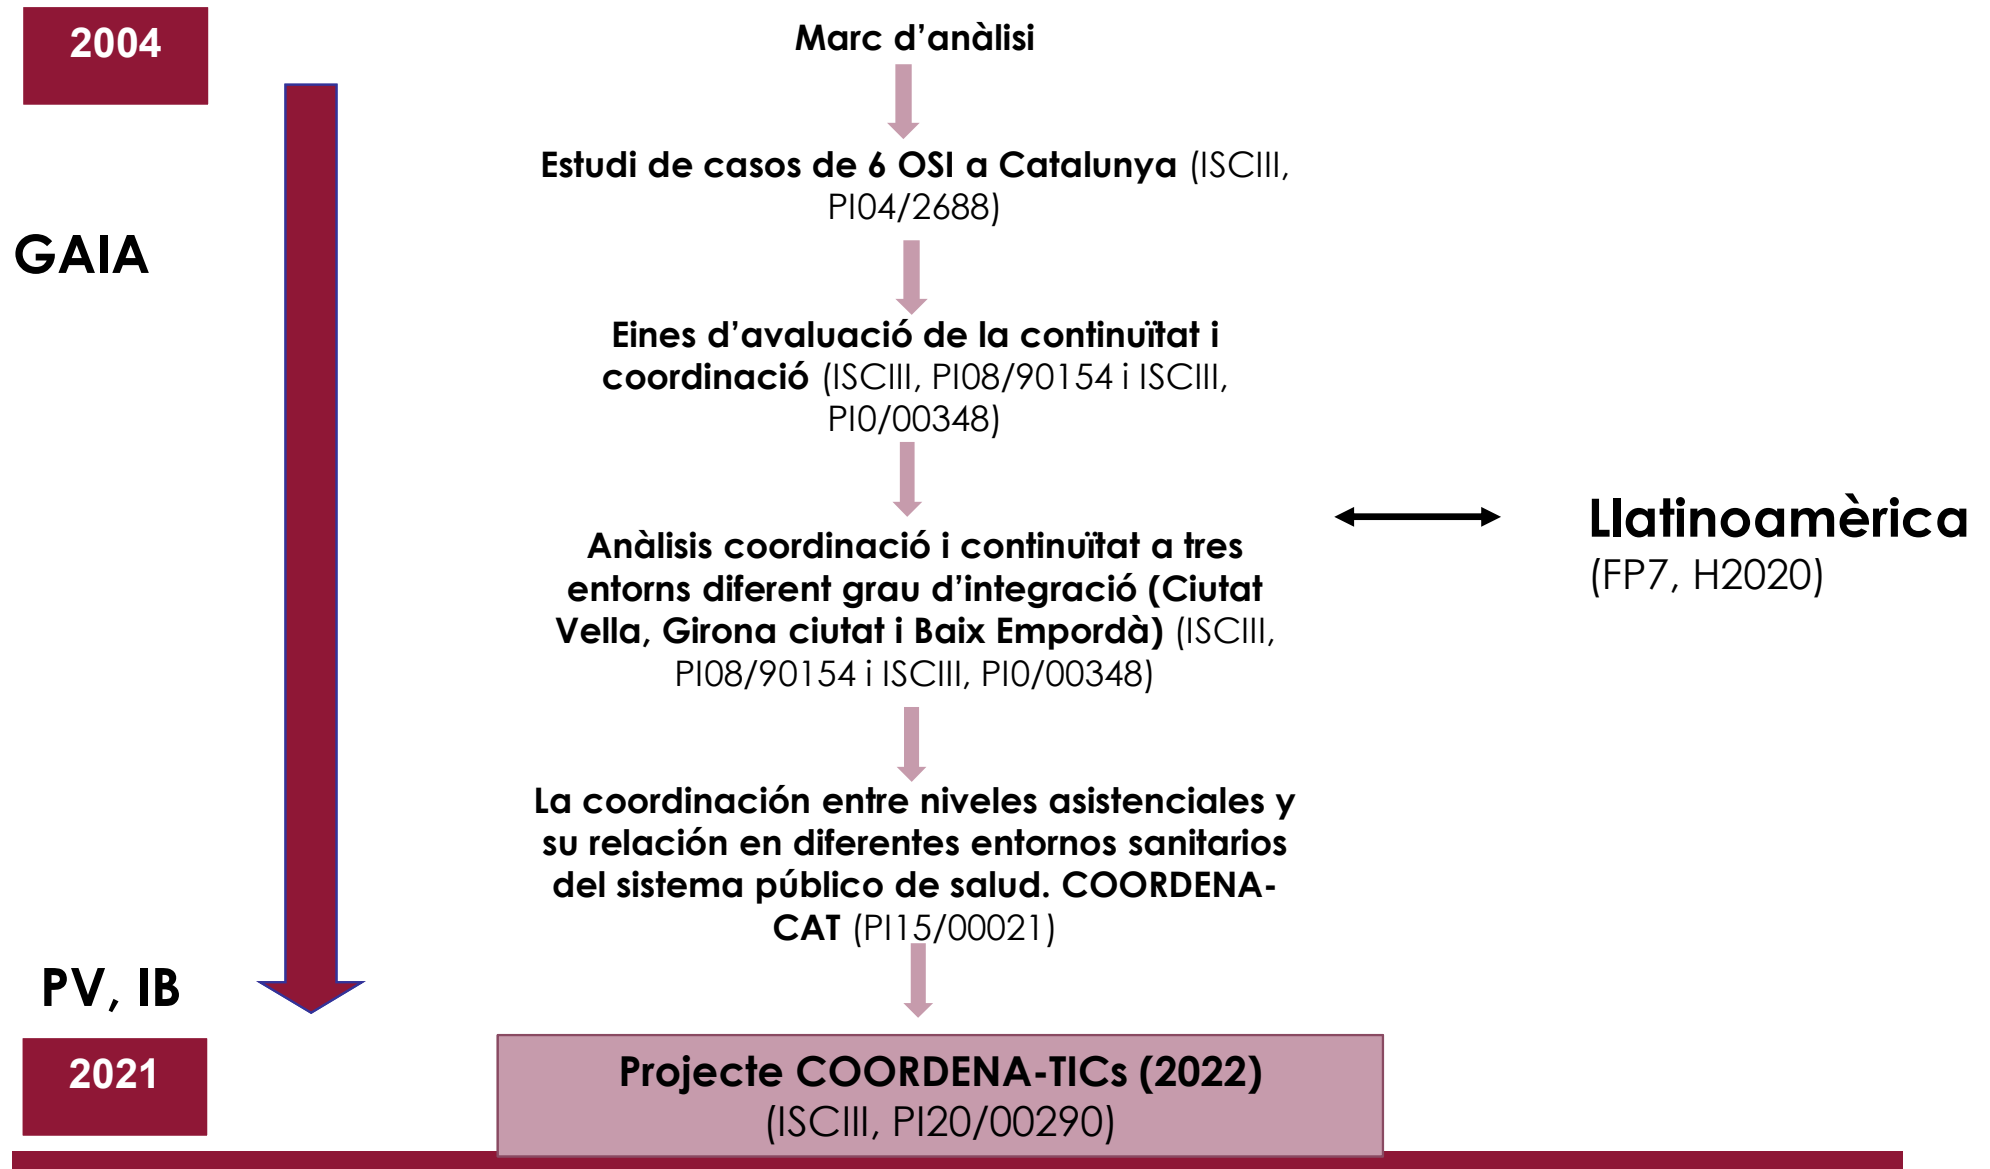 2004
Marc d’anàlisi
Estudi de casos de 6 OSI a Catalunya (ISCIII,
PI04/2688)
GAIA
Eines d’avaluació de la continuïtat i
coordinació (ISCIII, PI08/90154 i ISCIII,
PI0/00348)
Llatinoamèrica
(FP7, H2020)
Anàlisis coordinació i continuïtat a tres
entorns diferent grau d’integració (Ciutat
Vella, Girona ciutat i Baix Empordà) (ISCIII,
PI08/90154 i ISCIII, PI0/00348)
La coordinación entre niveles asistenciales y
su relación en diferentes entornos sanitarios
del sistema público de salud. COORDENA-
CAT (PI15/00021)
PV, IB
2021
Projecte COORDENA-TICs (2022)
(ISCIII, PI20/00290)